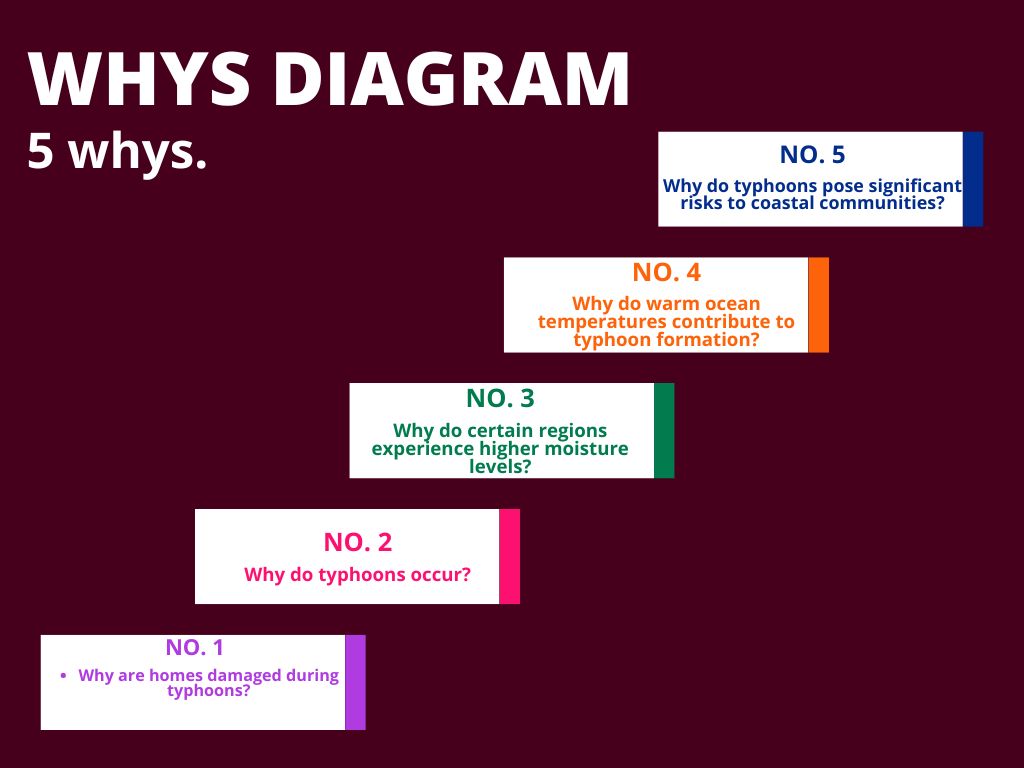 WHYS DIAGRAM
5 whys.
NO. 5
Why do typhoons pose significant
risks to coastal communities?
NO. 4
Why do warm ocean
temperatures contribute to
typhoon formation?
NO. 3
Why do certain regions
experience higher moisture
levels?
NO. 2
Why do typhoons occur?
NO. 1
• Why are homes damaged during
typhoons?